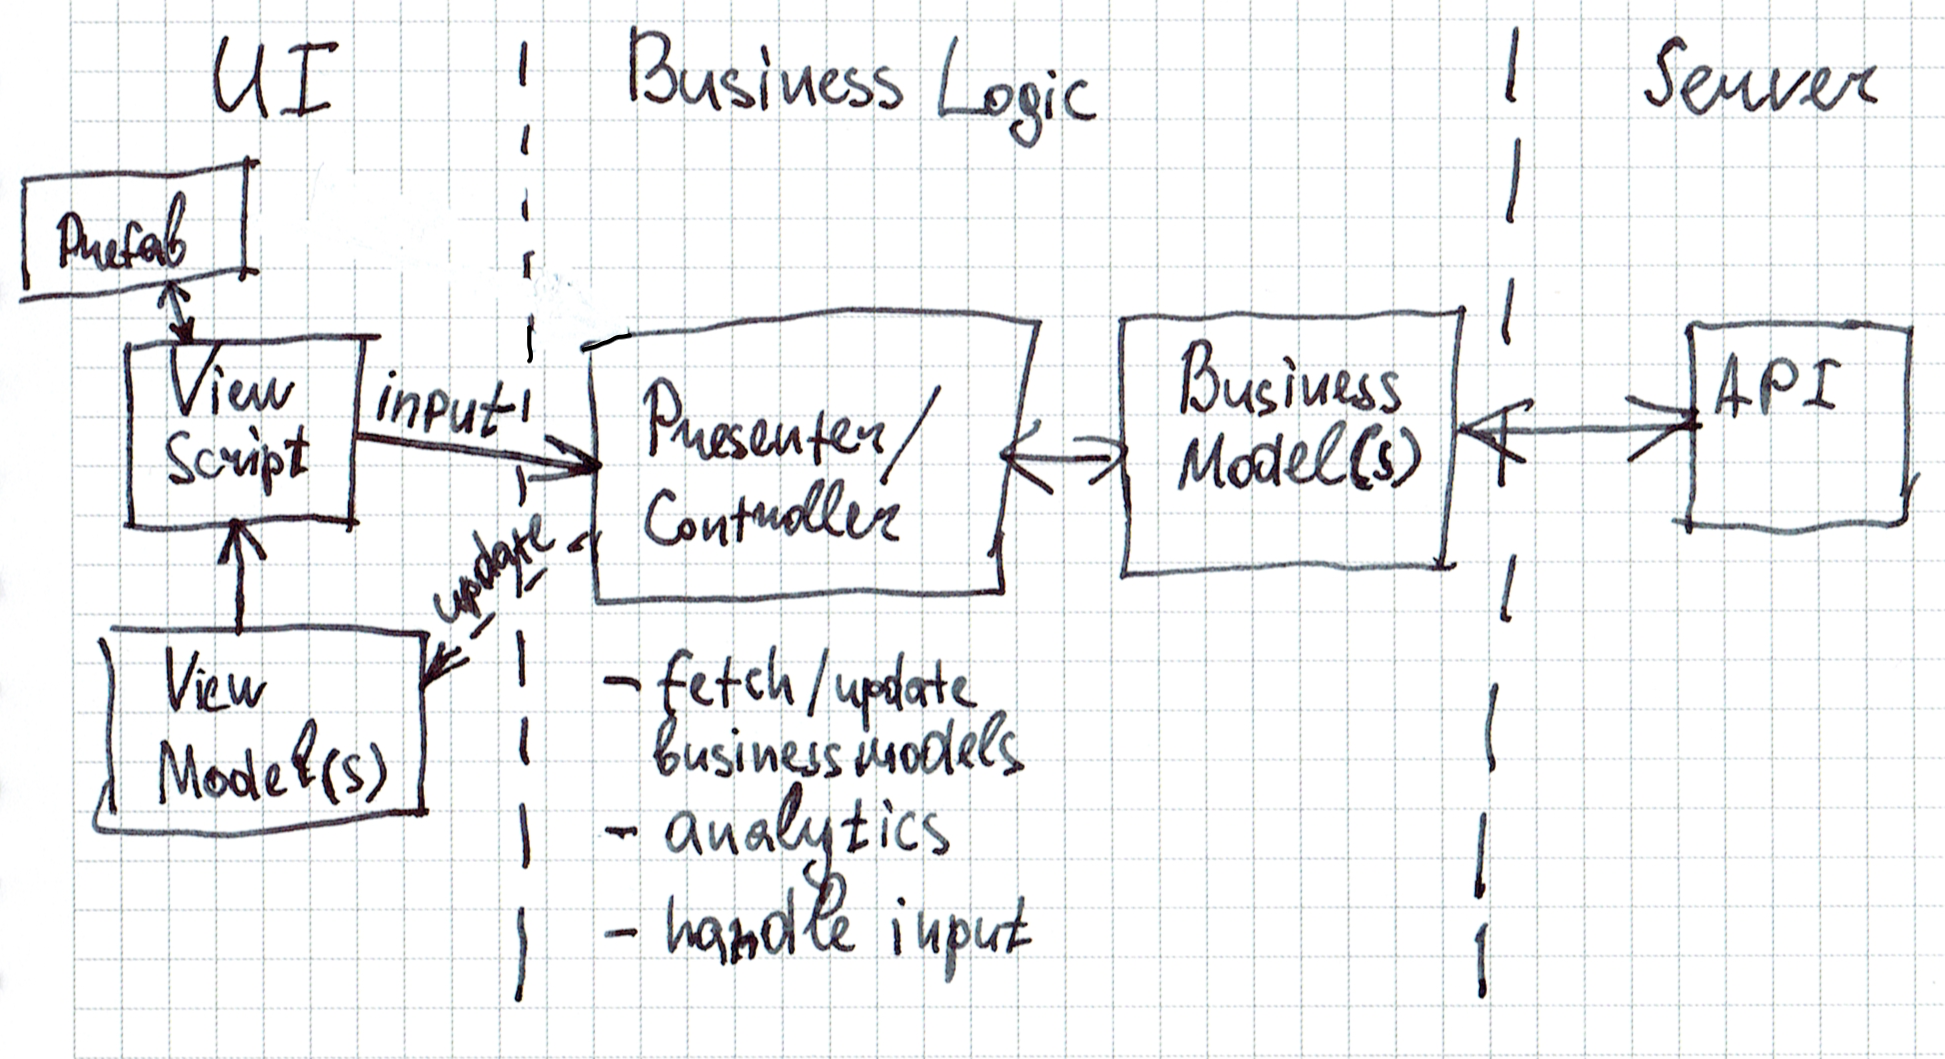 UI
Business Logic
Server
Prefab
View
Script
input
Presenter/
Controller
Business
Model(s)
API
update
View
Model(s)
- fetch/update
business models
- analytics
- handle input